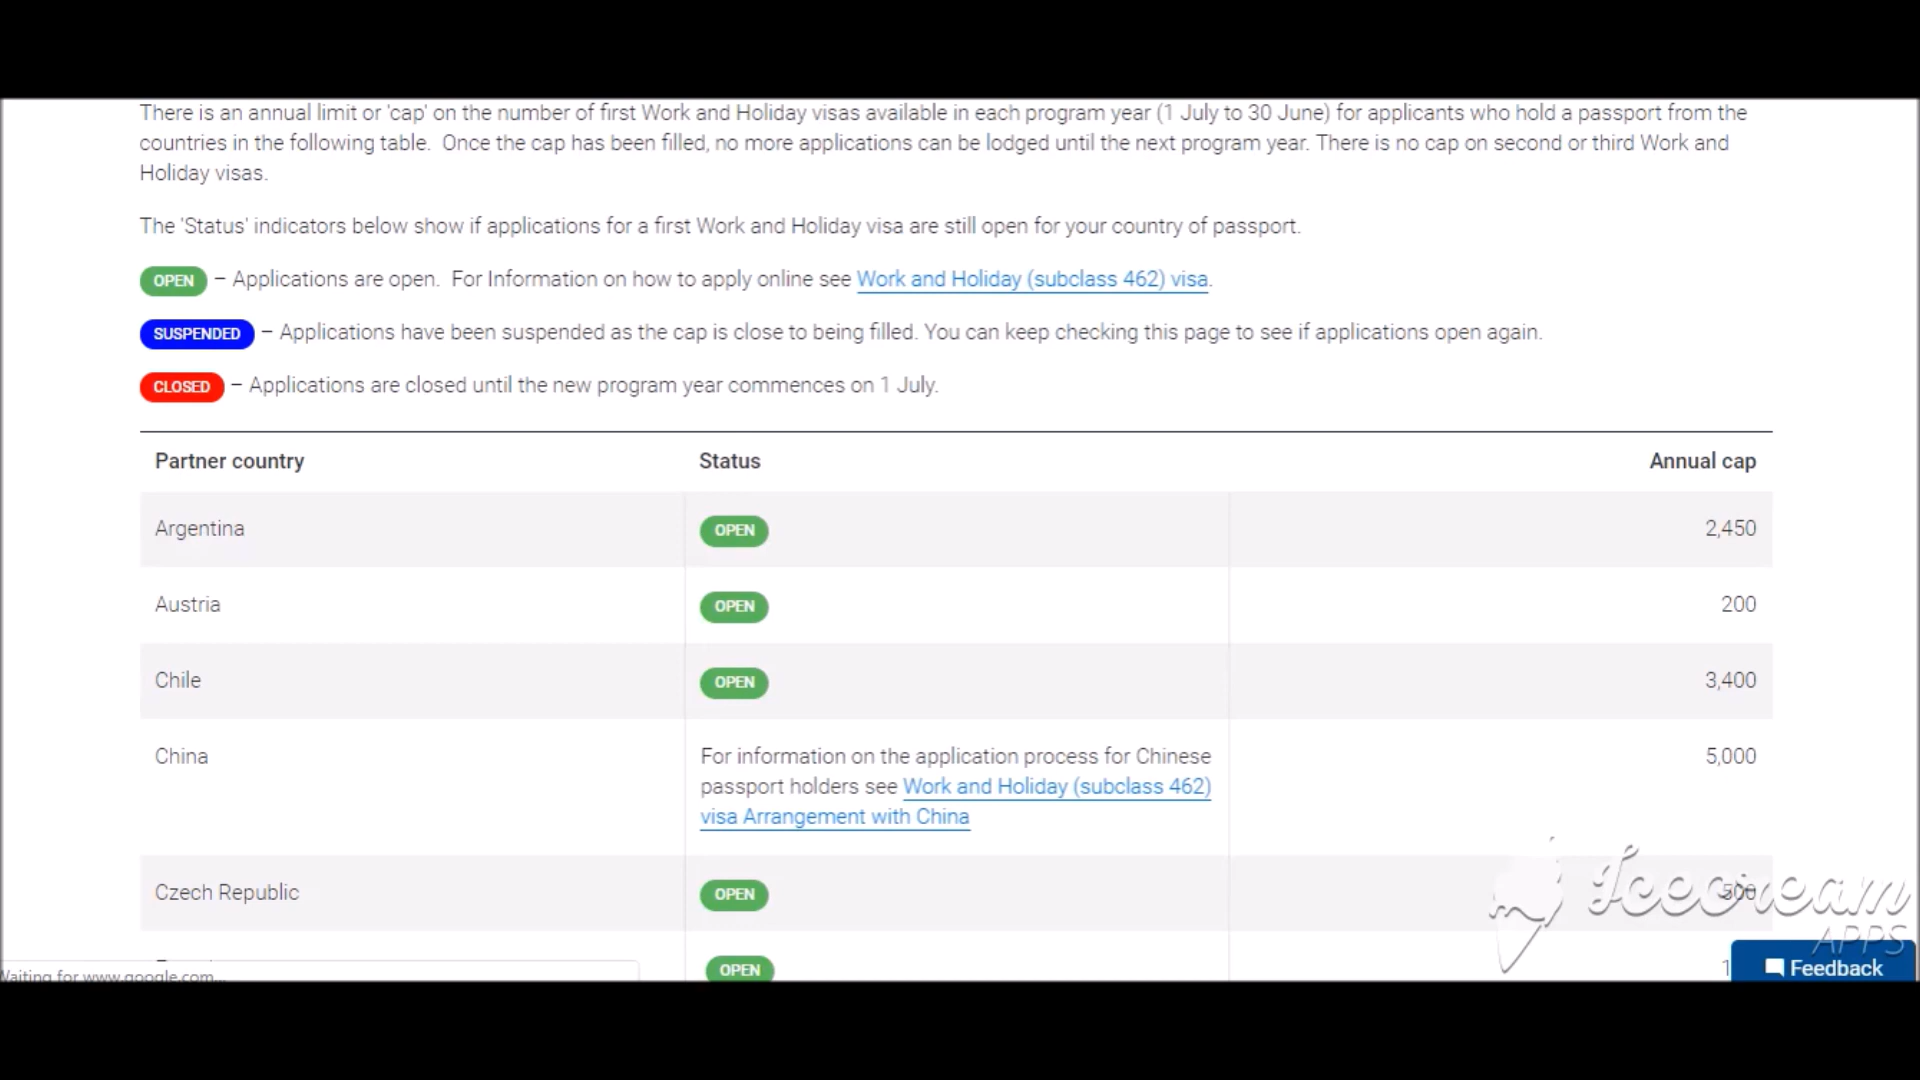 There is an annual limit or 'cap' on the number of first Work and Holiday visas available in each program year (1 July to 30 June) for applicants who hold a passport from the
countries in the following table.  Once the cap has been filled, no more applications can be lodged until the next program year. There is no cap on second or third Work and
Holiday visas.
The 'Status' indicators below show if applications for a first Work and Holiday visa are still open for your country of passport.
OPEN – Applications are open.  For Information on how to apply online see Work and Holiday (subclass 462) visa.
SUSPENDED – Applications have been suspended as the cap is close to being filled. You can keep checking this page to see if applications open again.
CLOSED – Applications are closed until the new program year commences on 1 July.
Partner country Status Annual cap
Argentina OPEN 2,450
Austria OPEN 200
Chile OPEN 3,400
China For information on the application process for Chinese 5,000
passport holders see Work and Holiday (subclass 462)
visa Arrangement with China
Czech Republic OPEN 500
Icecream
APPS
OPEN
Feedback
Waiting for www.google.com...